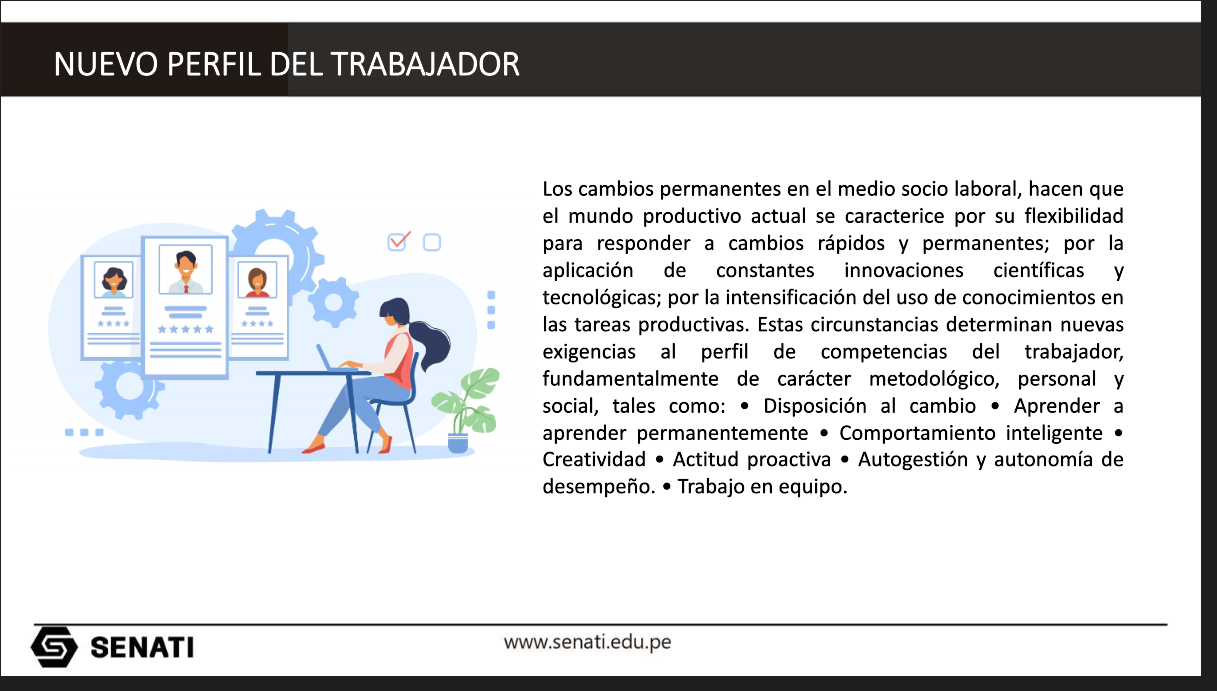 NUEVO PERFIL DEL TRABAJADOR
Los cambios permanentes en el medio socio laboral, hacen que
el mundo productivo actual se caracterice por su flexibilidad
para responder a cambios rápidos y permanentes; por la
aplicación de constantes innovaciones científicas y
tecnológicas; por la intensificación del uso de conocimientos en
las tareas productivas. Estas circunstancias determinan nuevas
exigencias al perfil de competencias del trabajador,
fundamentalmente de carácter metodológico, personal y
social, tales como: • Disposición al cambio • Aprender a
aprender permanentemente • Comportamiento inteligente •
Creatividad • Actitud proactiva • Autogestión y autonomía de
desempeño. • Trabajo en equipo.
SENATI
www.senati.edu.pe